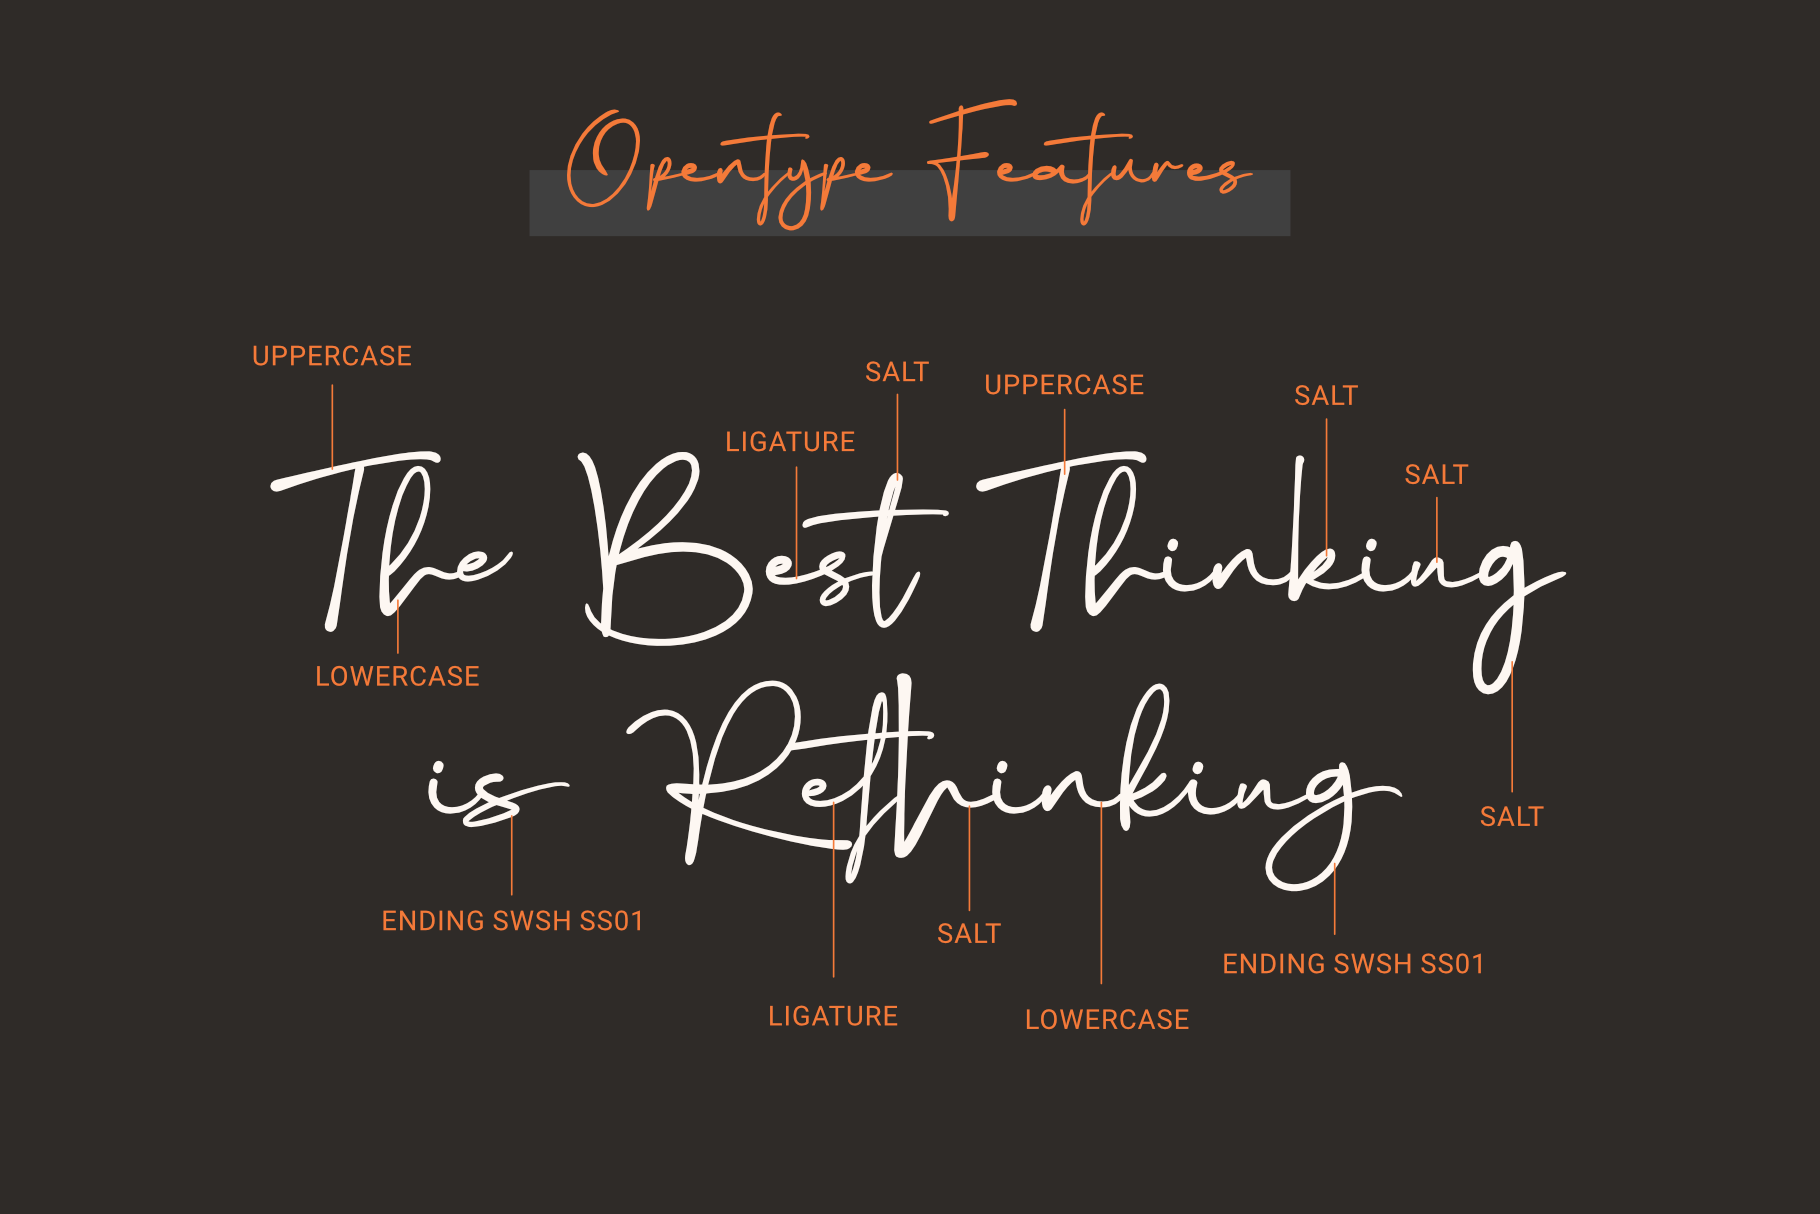 Opentype Features
UPPERCASE
SALT
UPPERCASE
SALT
LIGATURE
SALT
The Best Thinking
LOWERCASE
is Rethinking
SALT
ENDING SWSH SS01
SALT
ENDING SWSH SS01
LIGATURE
LOWERCASE